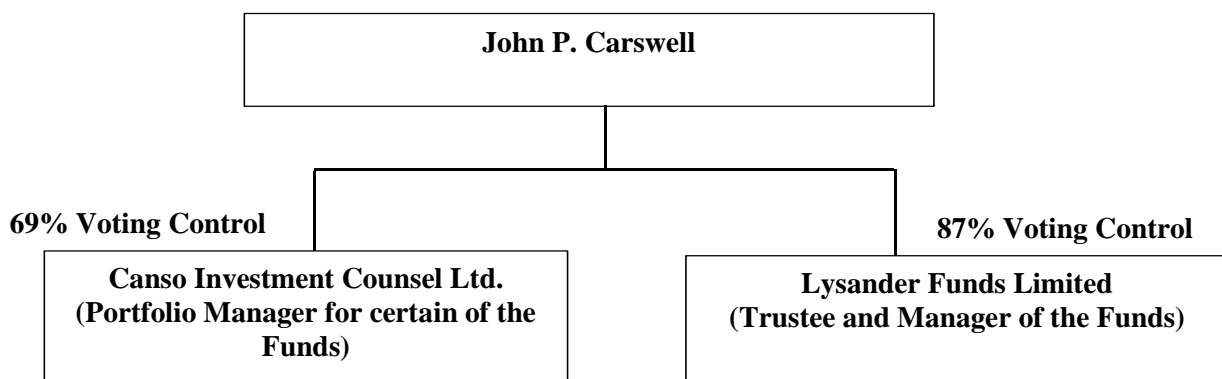 John P. Carswell
69% Voting Control
87% Voting Control
Canso Investment Counsel Ltd.
(Portfolio Manager for certain of the
Funds)
Lysander Funds Limited
(Trustee and Manager of the Funds)